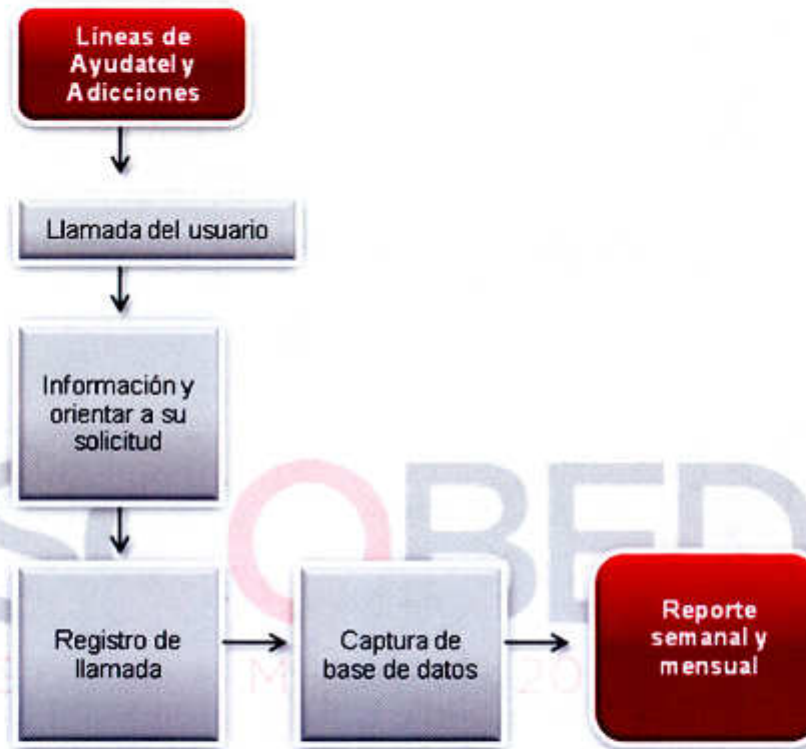 Líneas de
Ayudatel y
Adicciones
Llamada del usuario
Información y
orientar a su
solicitud
Registro de
llamada
Captura de
base de datos
Reporte
semanal y
mensual